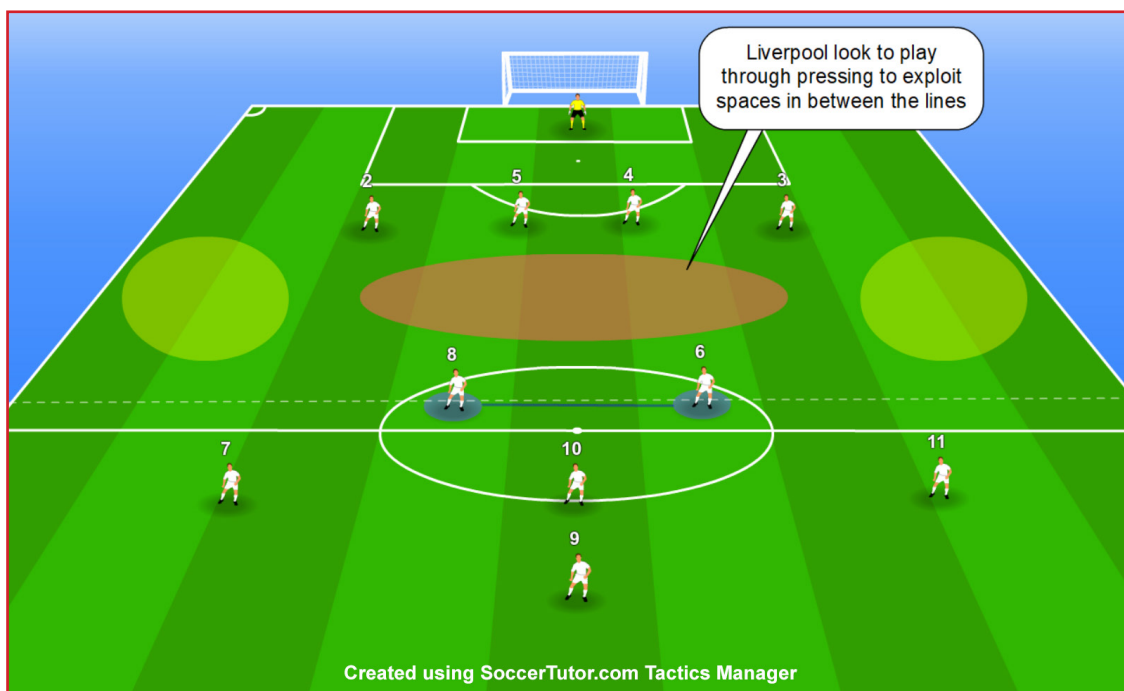 Liverpool look to play
through pressing to exploit
spaces in between the lines
2
5
4
3
8
6
7
10
11
9
Created using SoccerTutor.com Tactics Manager